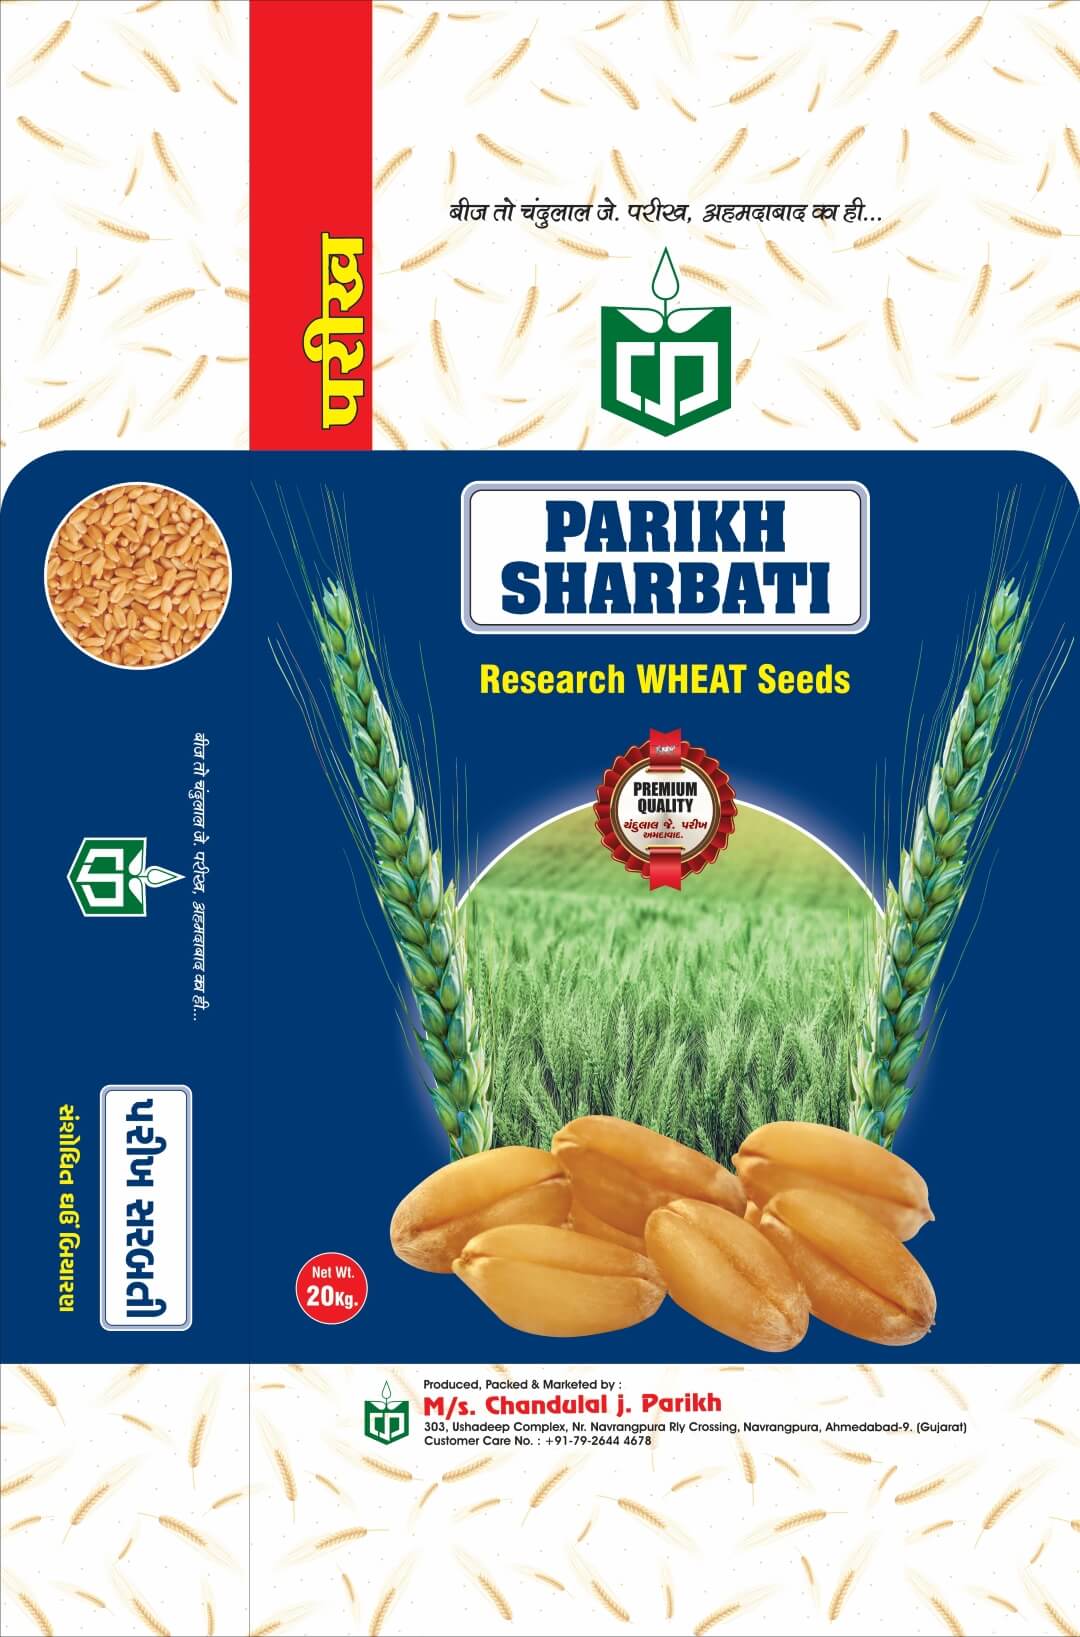 बीज तो चंदुलाल जे. परीख, अहमदाबाद का ही...
परीख
PARIKH
SHARBATI
Research WHEAT Seeds
PREMIUM
QUALITY
ચંદુલાલ જે. પરીખ
અમદાવાદ.
बीज तो चंदुलाल जे. परीख, अहमदाबाद का ही...
પરીખ સરબતી
સંશોધિત ઘઉં બિયારણ
Net Wt.
20Kg.
Produced, Packed & Marketed by :
M/s. Chandulal j. Parikh
303, Ushadeep Complex, Nr. Navrangpura Rly Crossing, Navrangpura, Ahmedabad-9. (Gujarat)
Customer Care No. : +91-79-2644 4678